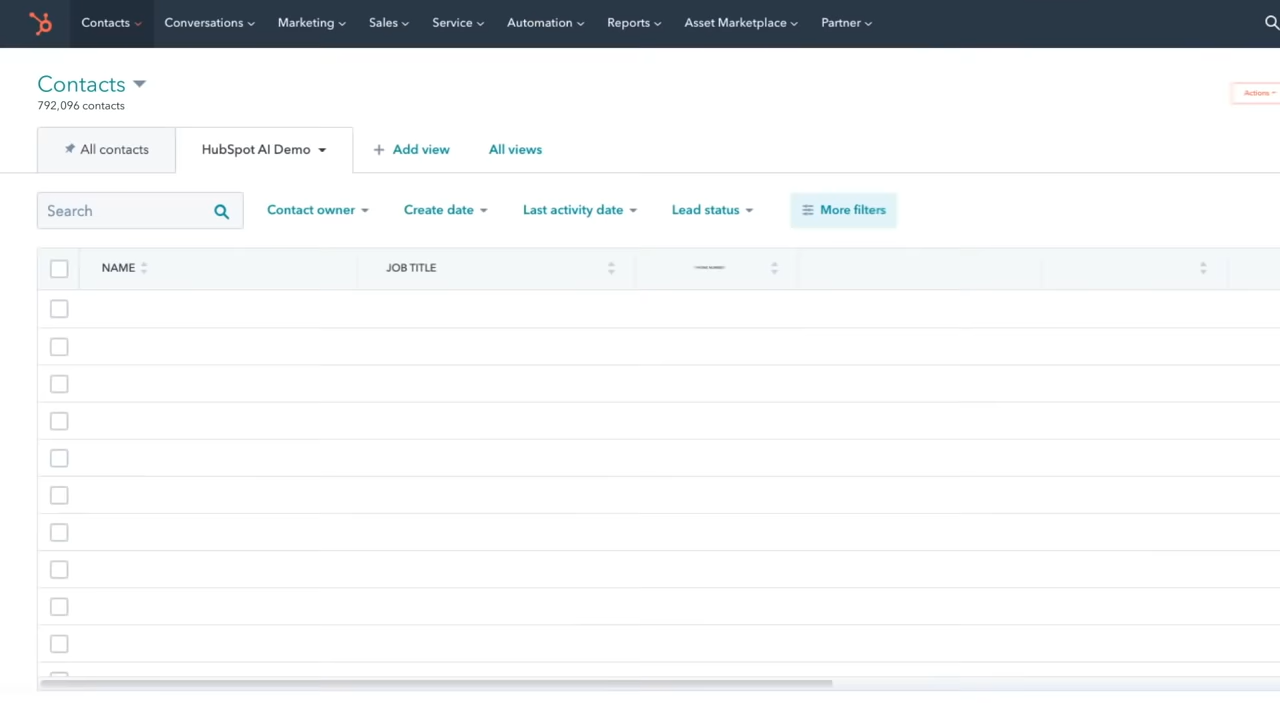 Contacts Conversations Marketing Sales Service Automation Reports Asset Marketplace Partner
Contacts
792,096 contacts
Actions
All contacts HubSpot AI Demo + Add view All views
Search Contact owner Create date Last activity date Lead status More filters
NAME JOB TITLE